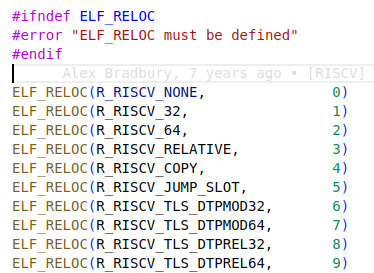 #ifndef ELF_RELOC
#error "ELF_RELOC must be defined"
#endif
Alex Bradbury, 7 years ago • [RISCV]
ELF_RELOC(R_RISCV_NONE, 0)
ELF_RELOC(R_RISCV_32, 1)
ELF_RELOC(R_RISCV_64, 2)
ELF_RELOC(R_RISCV_RELATIVE, 3)
ELF_RELOC(R_RISCV_COPY, 4)
ELF_RELOC(R_RISCV_JUMP_SLOT, 5)
ELF_RELOC(R_RISCV_TLS_DTPMOD32, 6)
ELF_RELOC(R_RISCV_TLS_DTPMOD64, 7)
ELF_RELOC(R_RISCV_TLS_DTPREL32, 8)
ELF_RELOC(R_RISCV_TLS_DTPREL64, 9)